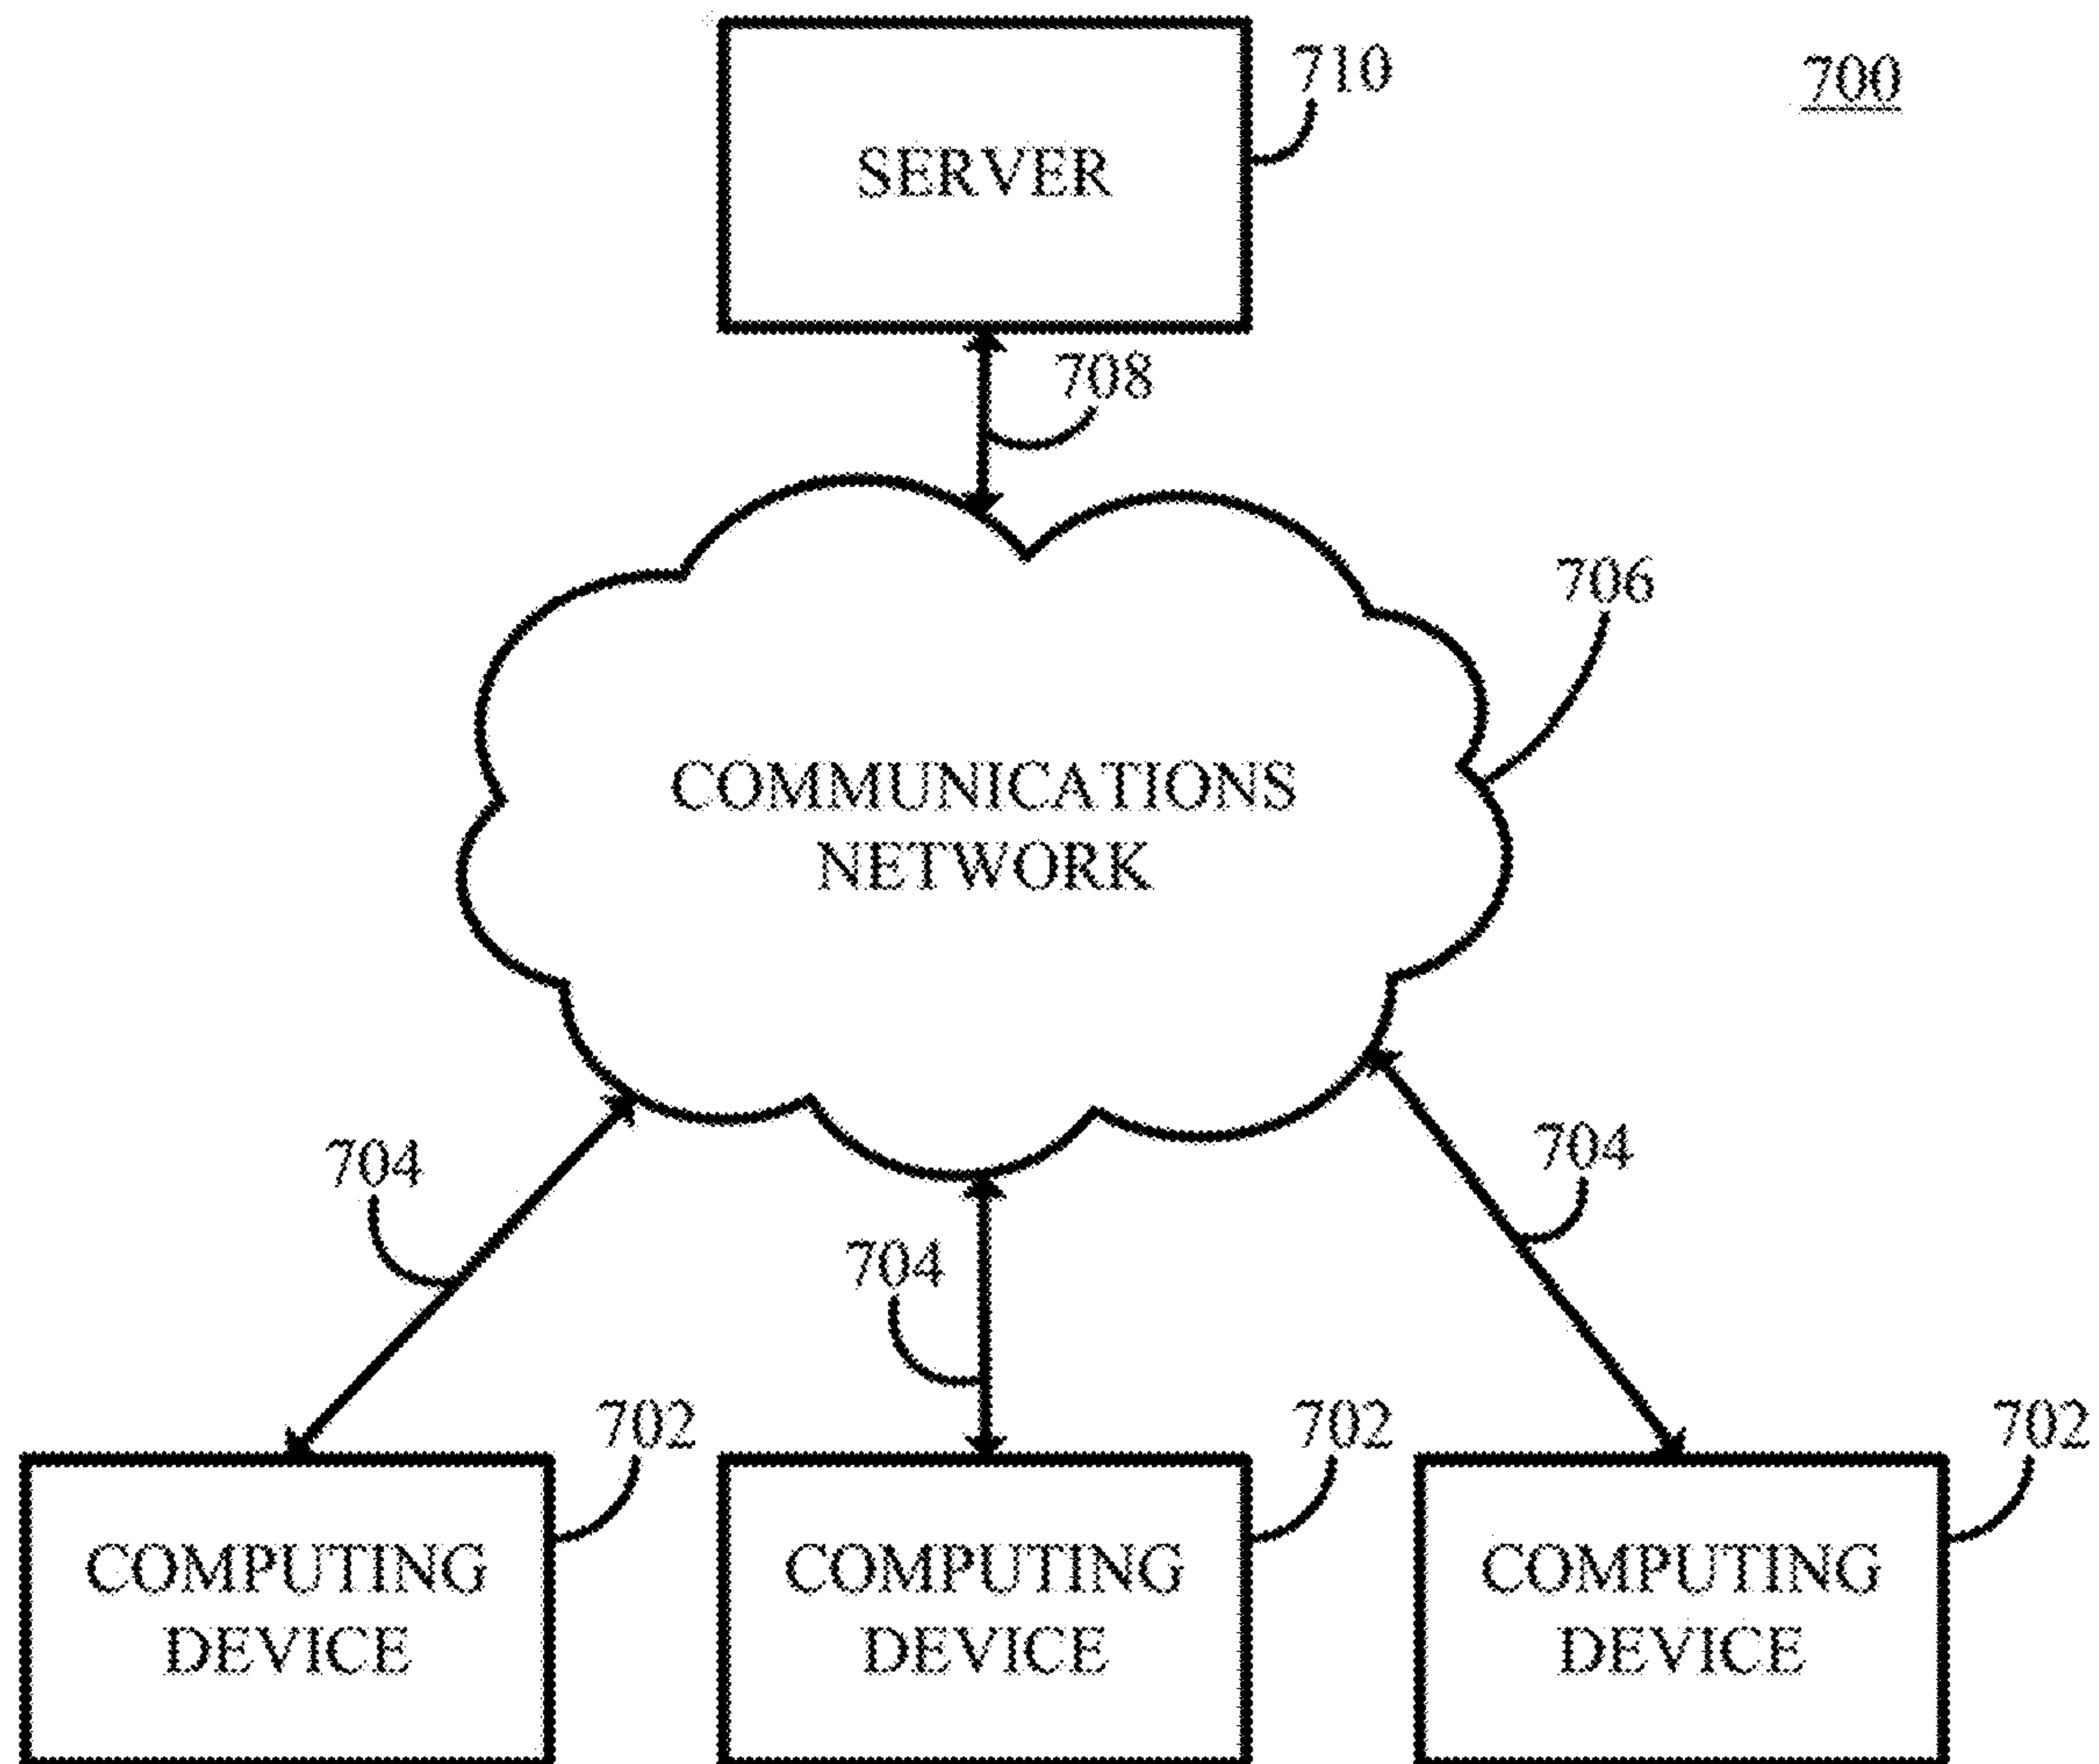 710
700
SERVER
708
706
COMMUNICATIONS
NETWORK
704
704
704
702
702
702
COMPUTING
DEVICE
COMPUTING
DEVICE
COMPUTING
DEVICE